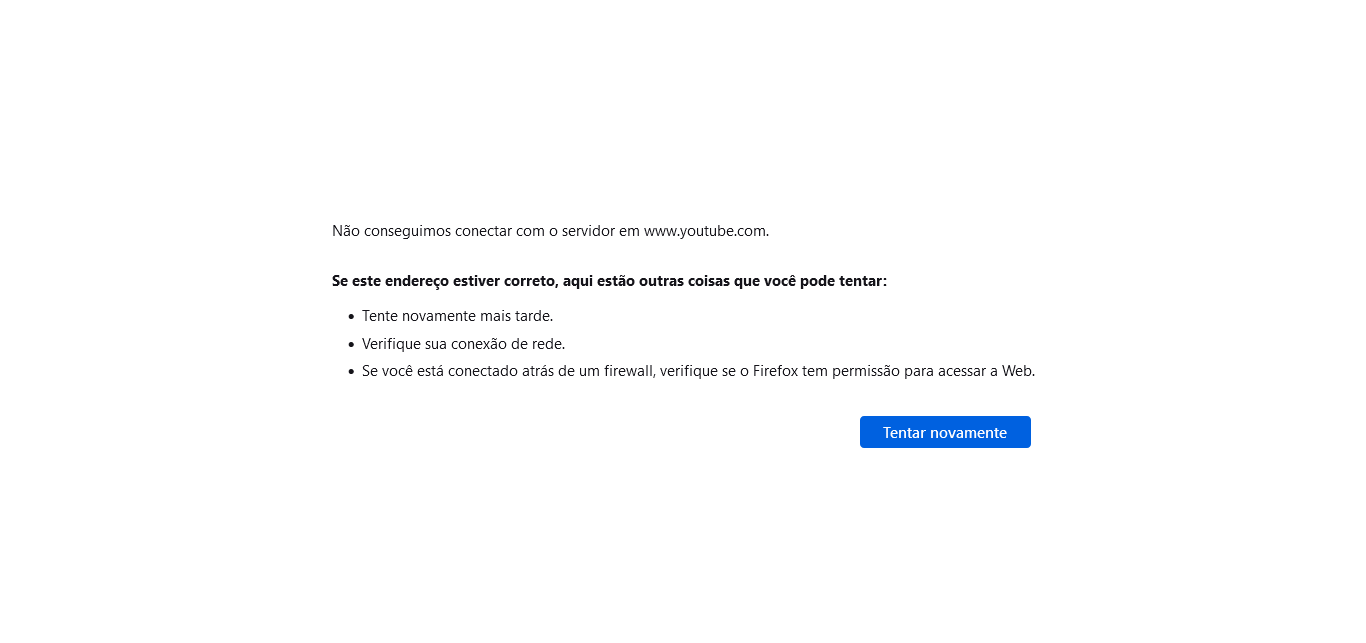 Não conseguimos conectar com o servidor em www.youtube.com.
Se este endereço estiver correto, aqui estão outras coisas que você pode tentar:
• Tente novamente mais tarde.
• Verifique sua conexão de rede.
• Se você está conectado atrás de um firewall, verifique se o Firefox tem permissão para acessar a Web.
Tentar novamente